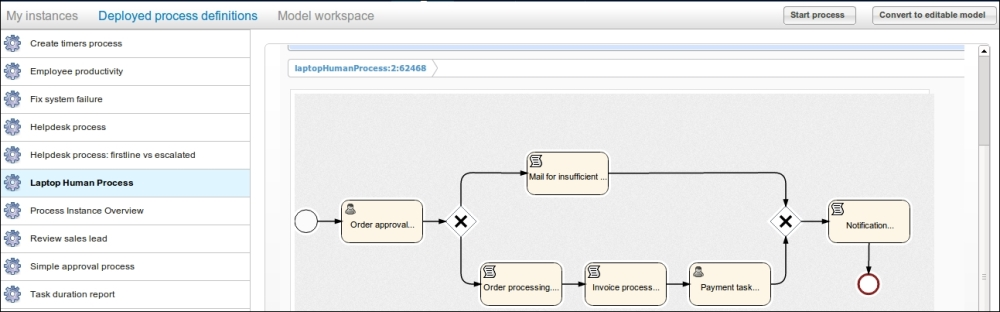 My instances Deployed process definitions Model workspace Start process Convert to editable model
Create timers process
Employee productivity
Fix system failure
Helpdesk process
Helpdesk process: firstline vs escalated
Laptop Human Process
Process Instance Overview
Review sales lead
Simple approval process
Task duration report
laptopHumanProcess:2:62468
Mail for insufficient ...
Order approval...
Notification...
Order processing....
Invoice process...
Payment task...